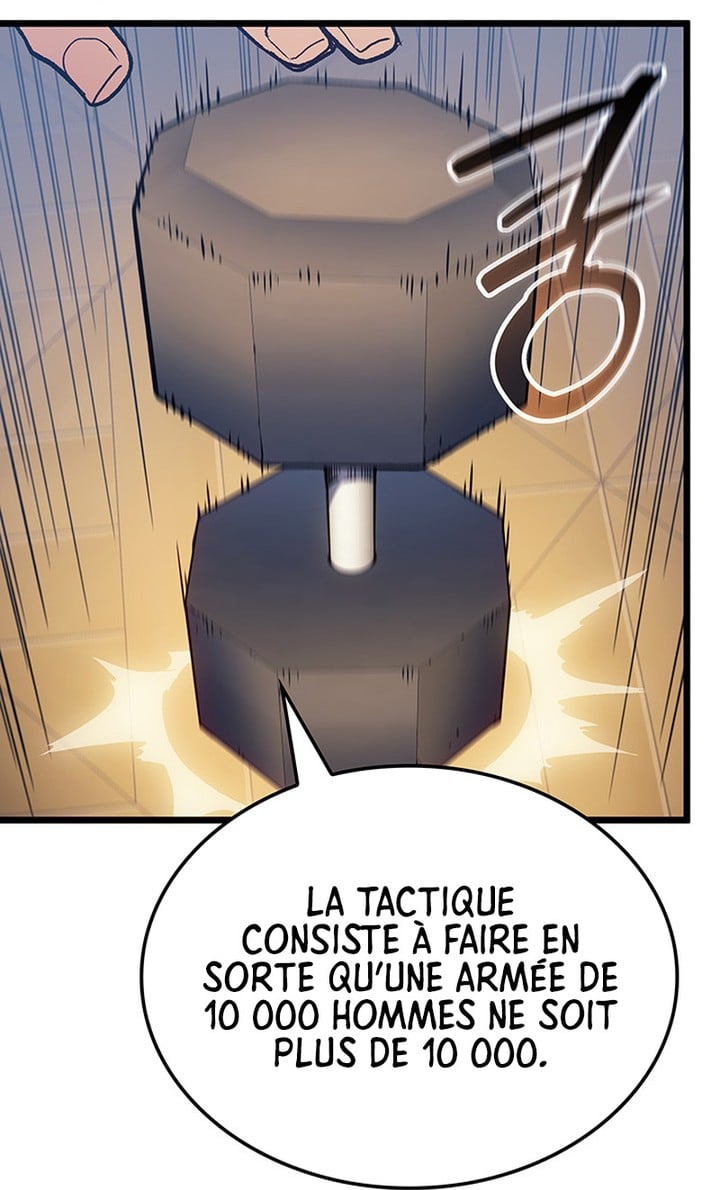 쿵
LA TACTIQUE
CONSISTE À FAIRE EN
SORTE QU'UNE ARMÉE DE
10 000 HOMMES NE SOIT
PLUS DE 10 000.